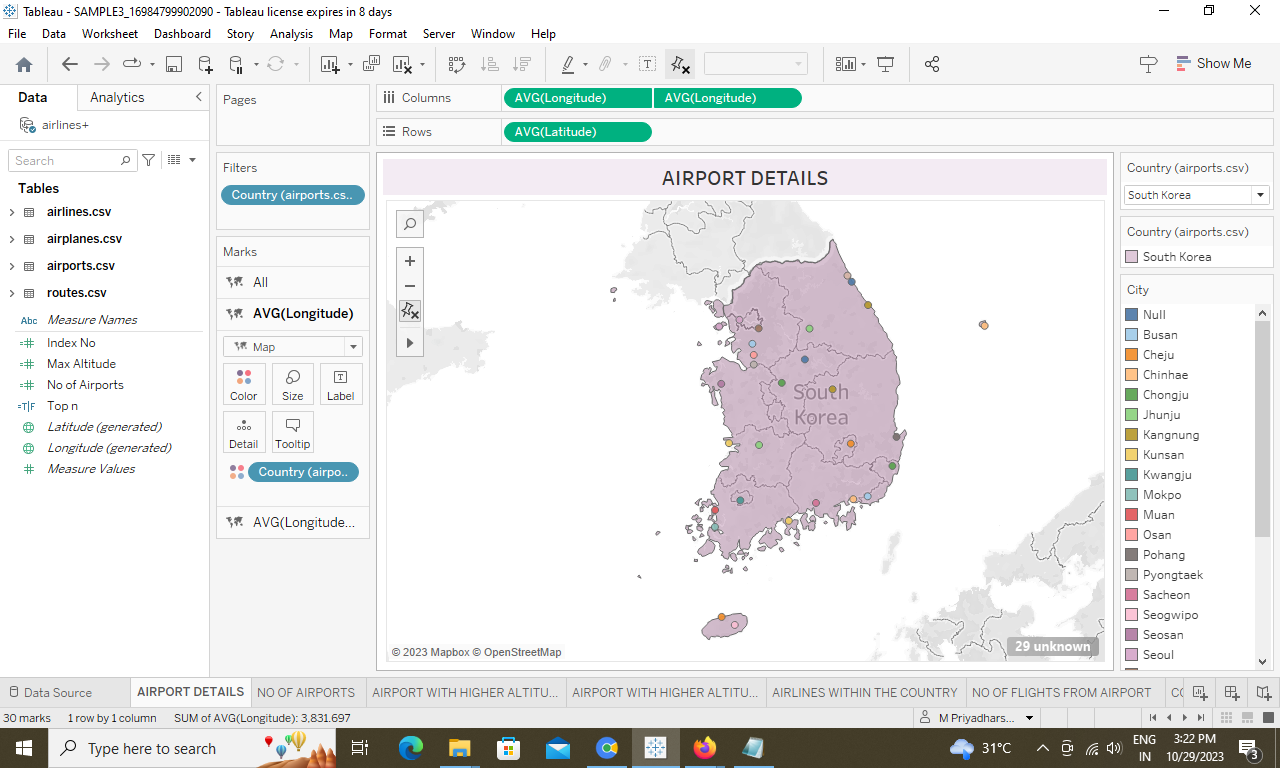 Tableau - SAMPLE3_16984799902090 - Tableau license expires in 8 days
File Data Worksheet Dashboard Story Analysis Map Format Server Window Help
Show Me
Data Analytics
airlines+
Search
Tables
airlines.csv
airplanes.csv
airports.csv
routes.csv
Abc Measure Names
Index No
Max Altitude
No of Airports
Top n
Latitude (generated)
Longitude (generated)
Measure Values
Pages
Filters
Country (airports.cs..
Marks
All
AVG(Longitude)
Map
Color Size Label
Detail Tooltip
Country (airpo..
AVG(Longitude...
Columns AVG(Longitude) AVG(Longitude)
Rows AVG(Latitude)
AIRPORT DETAILS
South
Korea
© 2023 Mapbox © OpenStreetMap
29 unknown
Country (airports.csv)
South Korea
Country (airports.csv)
South Korea
City
Null
Busan
Cheju
Chinhae
Chongju
Jhunju
Kangnung
Kunsan
Kwangju
Mokpo
Muan
Osan
Pohang
Pyongtaek
Sacheon
Seogwipo
Seosan
Seoul
Data Source AIRPORT DETAILS NO OF AIRPORTS AIRPORT WITH HIGHER ALTITU... AIRPORT WITH HIGHER ALTITU... AIRLINES WITHIN THE COUNTRY NO OF FLIGHTS FROM AIRPORT
30 marks 1 row by 1 column SUM of AVG(Longitude): 3,831.697 M Priyadhars...
Type here to search
31°C
ENG
IN
3:22 PM
10/29/2023
3